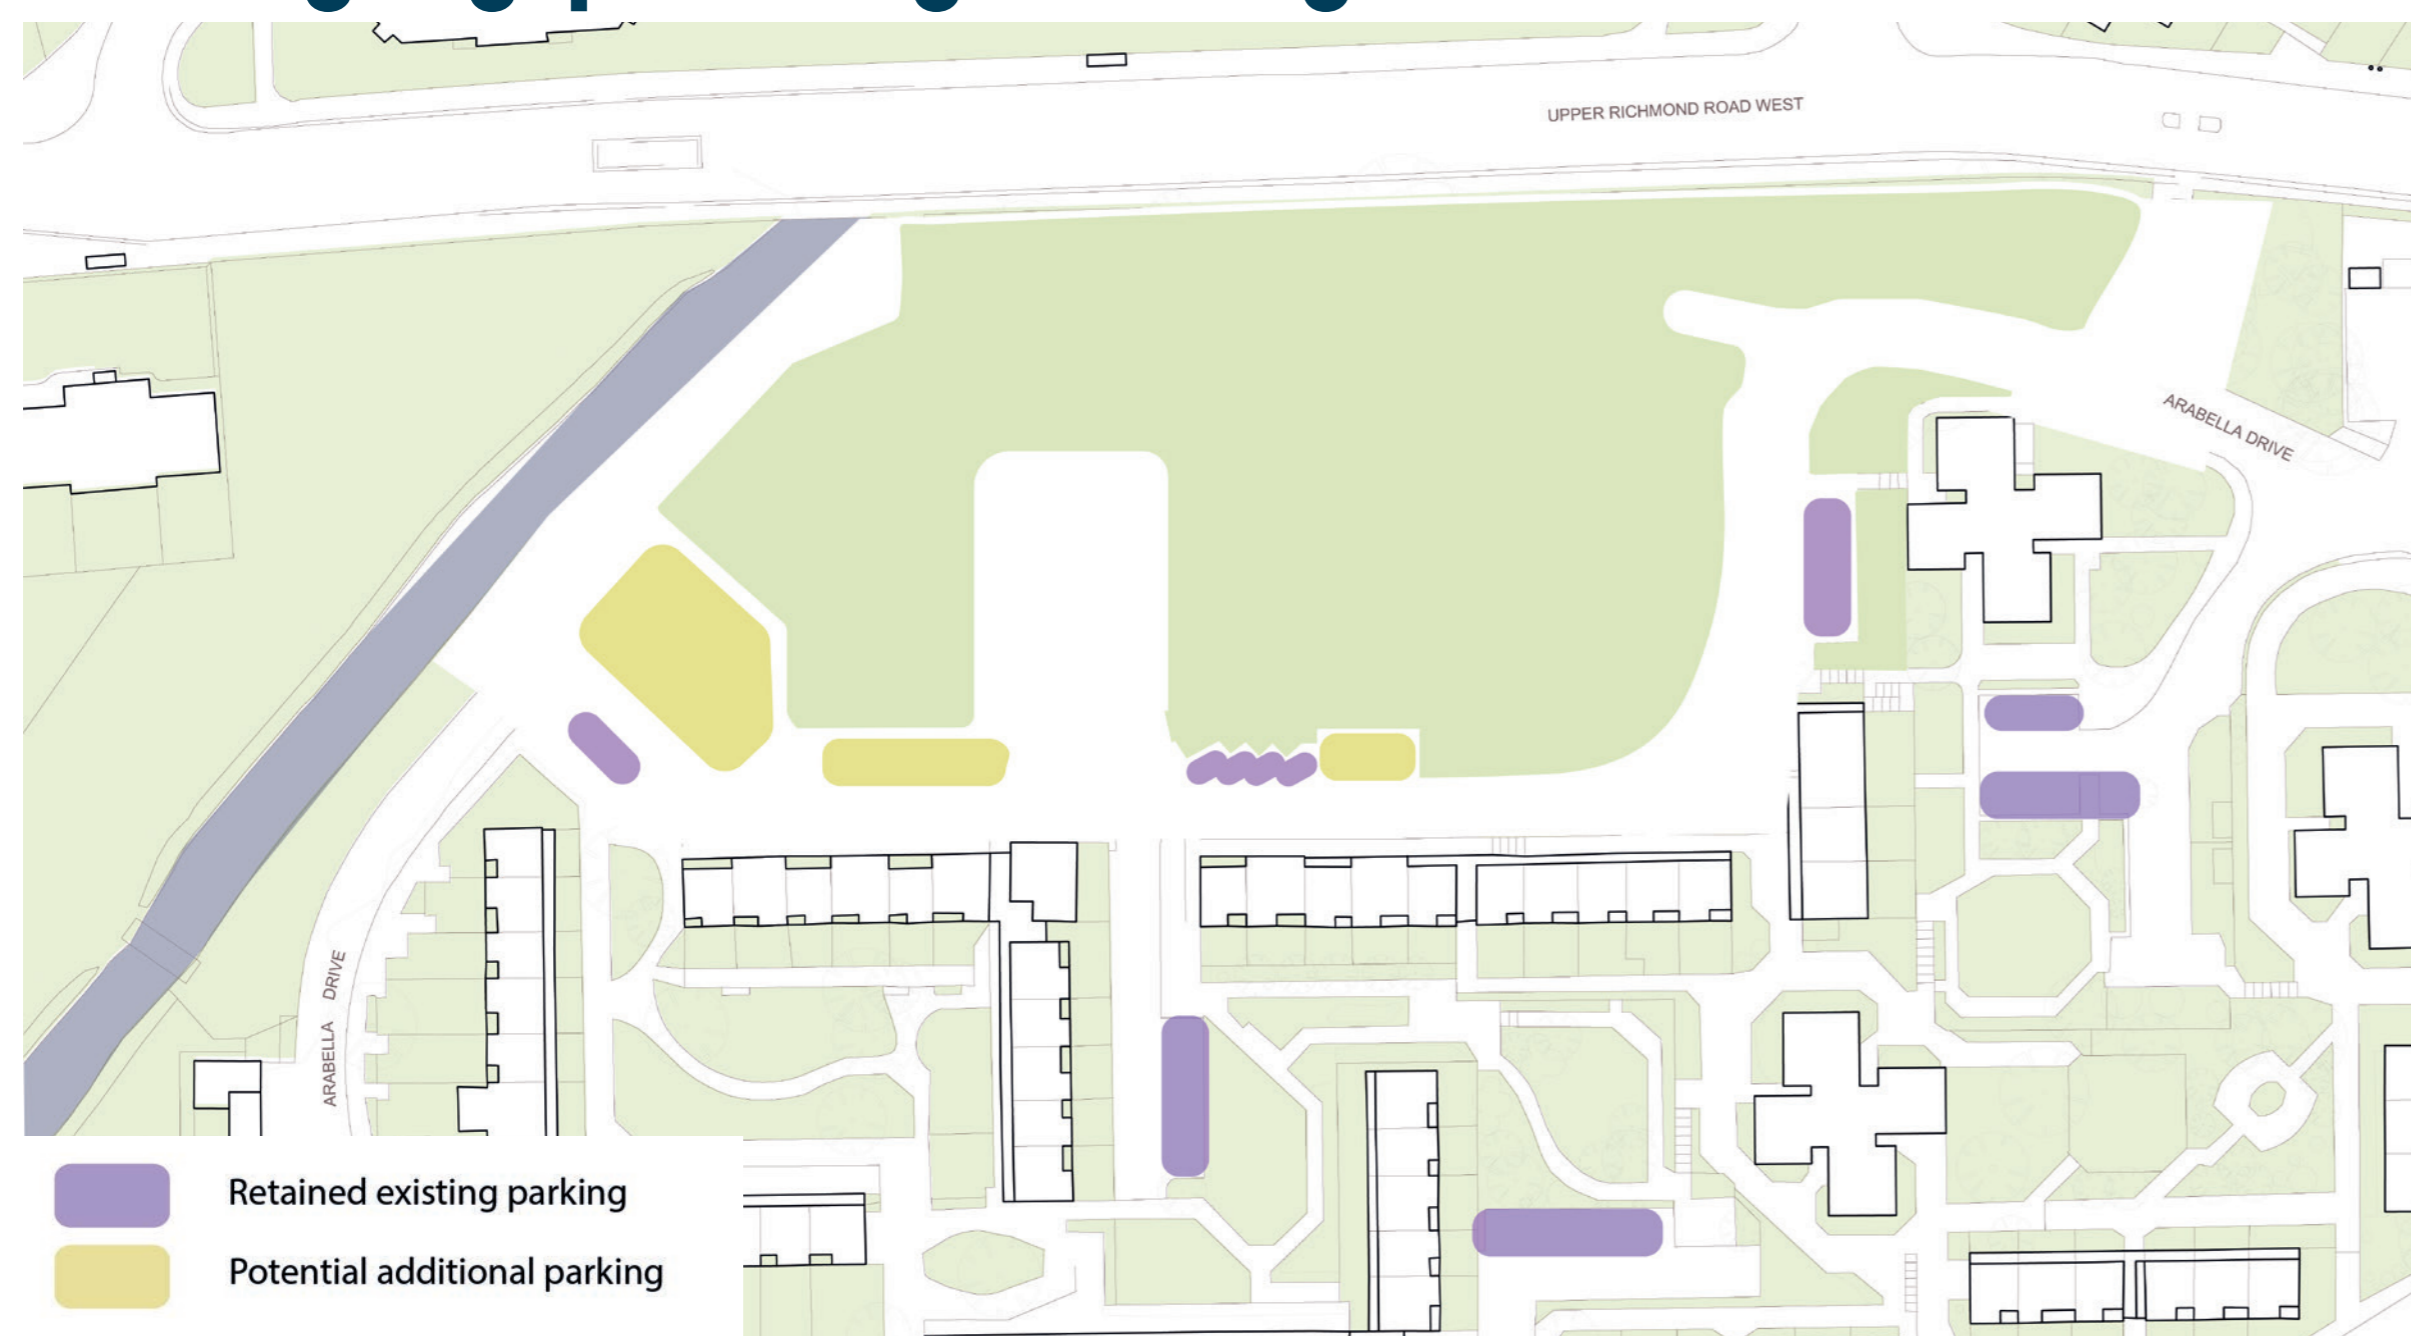 UPPER RICHMOND ROAD WEST
ARABELLA DRIVE
ARABELLA DRIVE
Retained existing parking
Potential additional parking